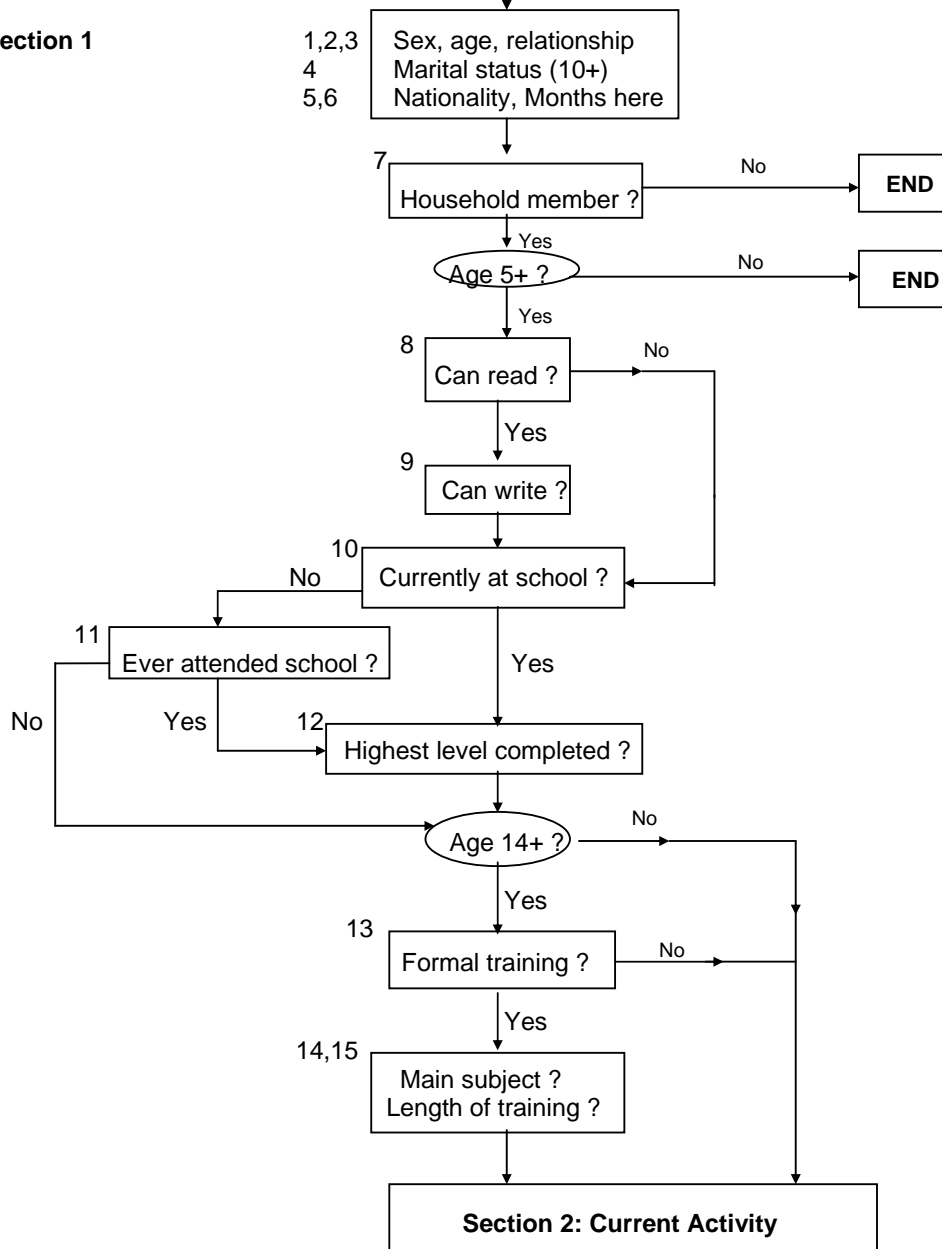 ection 1
1,2,3 Sex, age, relationship
4 Marital status (10+)
5,6 Nationality, Months here
7
Household member ?
No
END
Yes
Age 5+ ?
No
END
Yes
8
Can read ?
No
Yes
9
Can write ?
10
Currently at school ?
No
11
Ever attended school ?
Yes
No
Yes
12
Highest level completed ?
Age 14+ ?
No
Yes
13
Formal training ?
No
Yes
14,15
Main subject ?
Length of training ?
Section 2: Current Activity